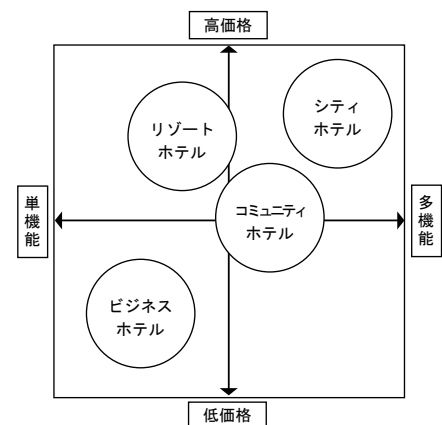 高価格
シティ
ホテル
リゾート
ホテル
単機能
コミュニティ
ホテル
多機能
ビジネス
ホテル
低価格